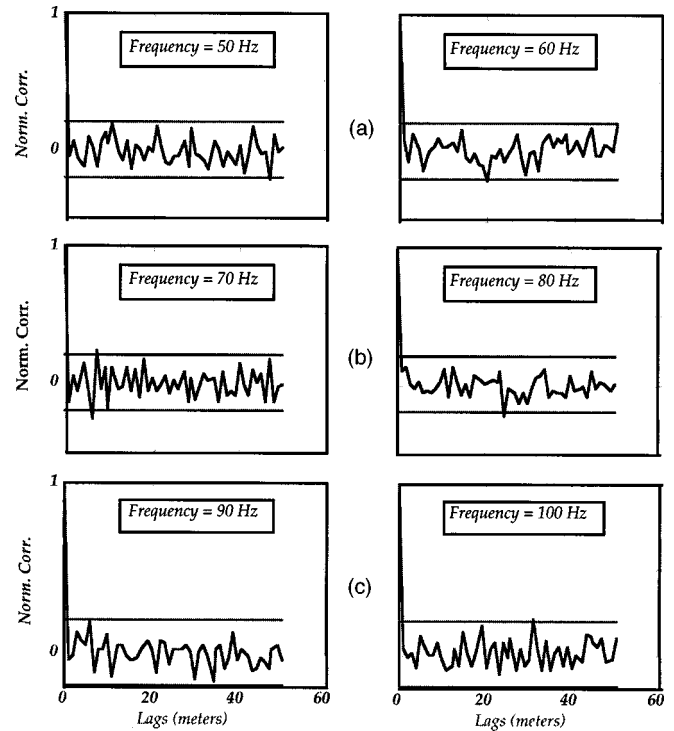 1
Frequency = 50 Hz
Frequency = 60 Hz
Norm. Corr.
0
(a)
1
Frequency = 70 Hz
Frequency = 80 Hz
Norm. Corr.
0
(b)
1
Frequency = 90 Hz
Frequency = 100 Hz
Norm. Corr.
0
(c)
0 20 40 60
0 20 40 60
Lags (meters)
Lags (meters)